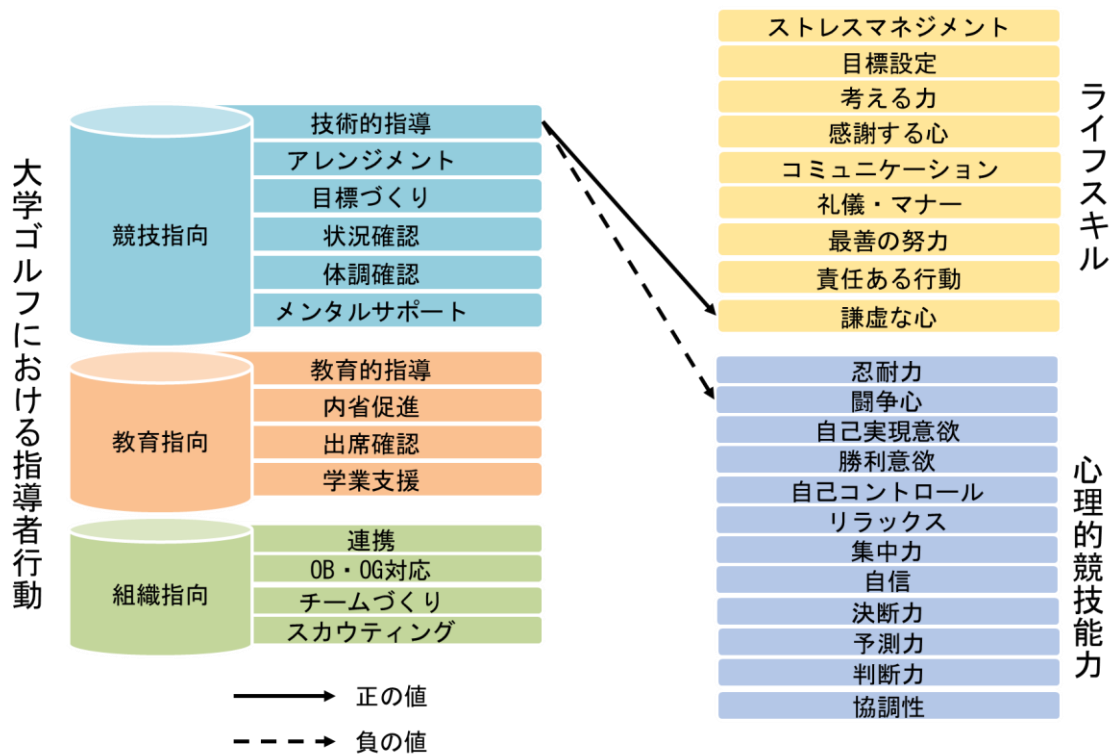 大学ゴルフにおける指導者行動
競技指向
技術的指導
アレンジメント
目標づくり
状況確認
体調確認
メンタルサポート
教育指向
教育的指導
内省促進
出席確認
学業支援
組織指向
連携
OB・OG対応
チームづくり
スカウティング
正の値
負の値
ストレスマネジメント
目標設定
考える力
感謝する心
コミュニケーション
礼儀・マナー
最善の努力
責任ある行動
謙虚な心
ライフスキル
忍耐力
闘争心
自己実現意欲
勝利意欲
自己コントロール
リラックス
集中力
自信
決断力
予測力
判断力
協調性
心理的競技能力